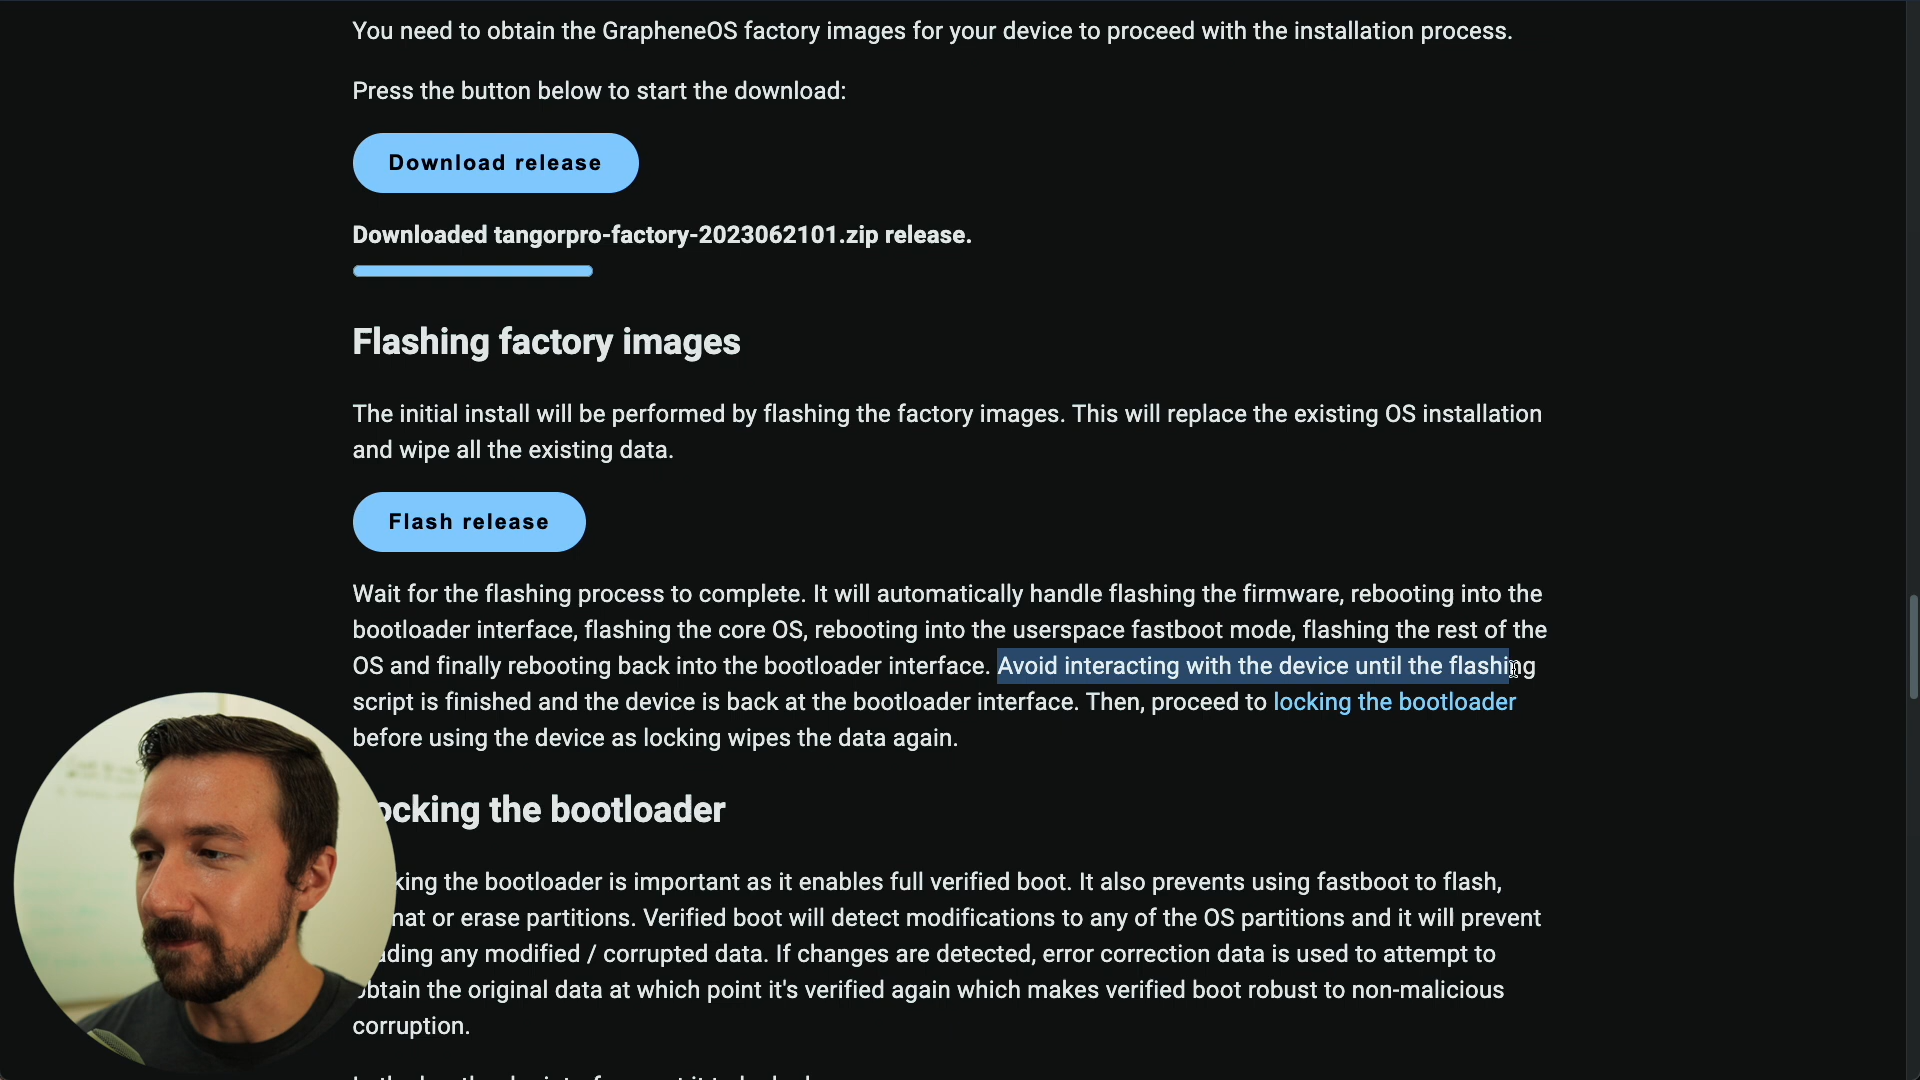 You need to obtain the GrapheneOS factory images for your device to proceed with the installation process.
Press the button below to start the download:
Download release
Downloaded tangorpro-factory-2023062101.zip release.
Flashing factory images
The initial install will be performed by flashing the factory images. This will replace the existing OS installation
and wipe all the existing data.
Flash release
Wait for the flashing process to complete. It will automatically handle flashing the firmware, rebooting into the
bootloader interface, flashing the core OS, rebooting into the userspace fastboot mode, flashing the rest of the
OS and finally rebooting back into the bootloader interface. Avoid interacting with the device until the flashing
script is finished and the device is back at the bootloader interface. Then, proceed to locking the bootloader
before using the device as locking wipes the data again.
ocking the bootloader
king the bootloader is important as it enables full verified boot. It also prevents using fastboot to flash,
mat or erase partitions. Verified boot will detect modifications to any of the OS partitions and it will prevent
ading any modified / corrupted data. If changes are detected, error correction data is used to attempt to
obtain the original data at which point it's verified again which makes verified boot robust to non-malicious
corruption.